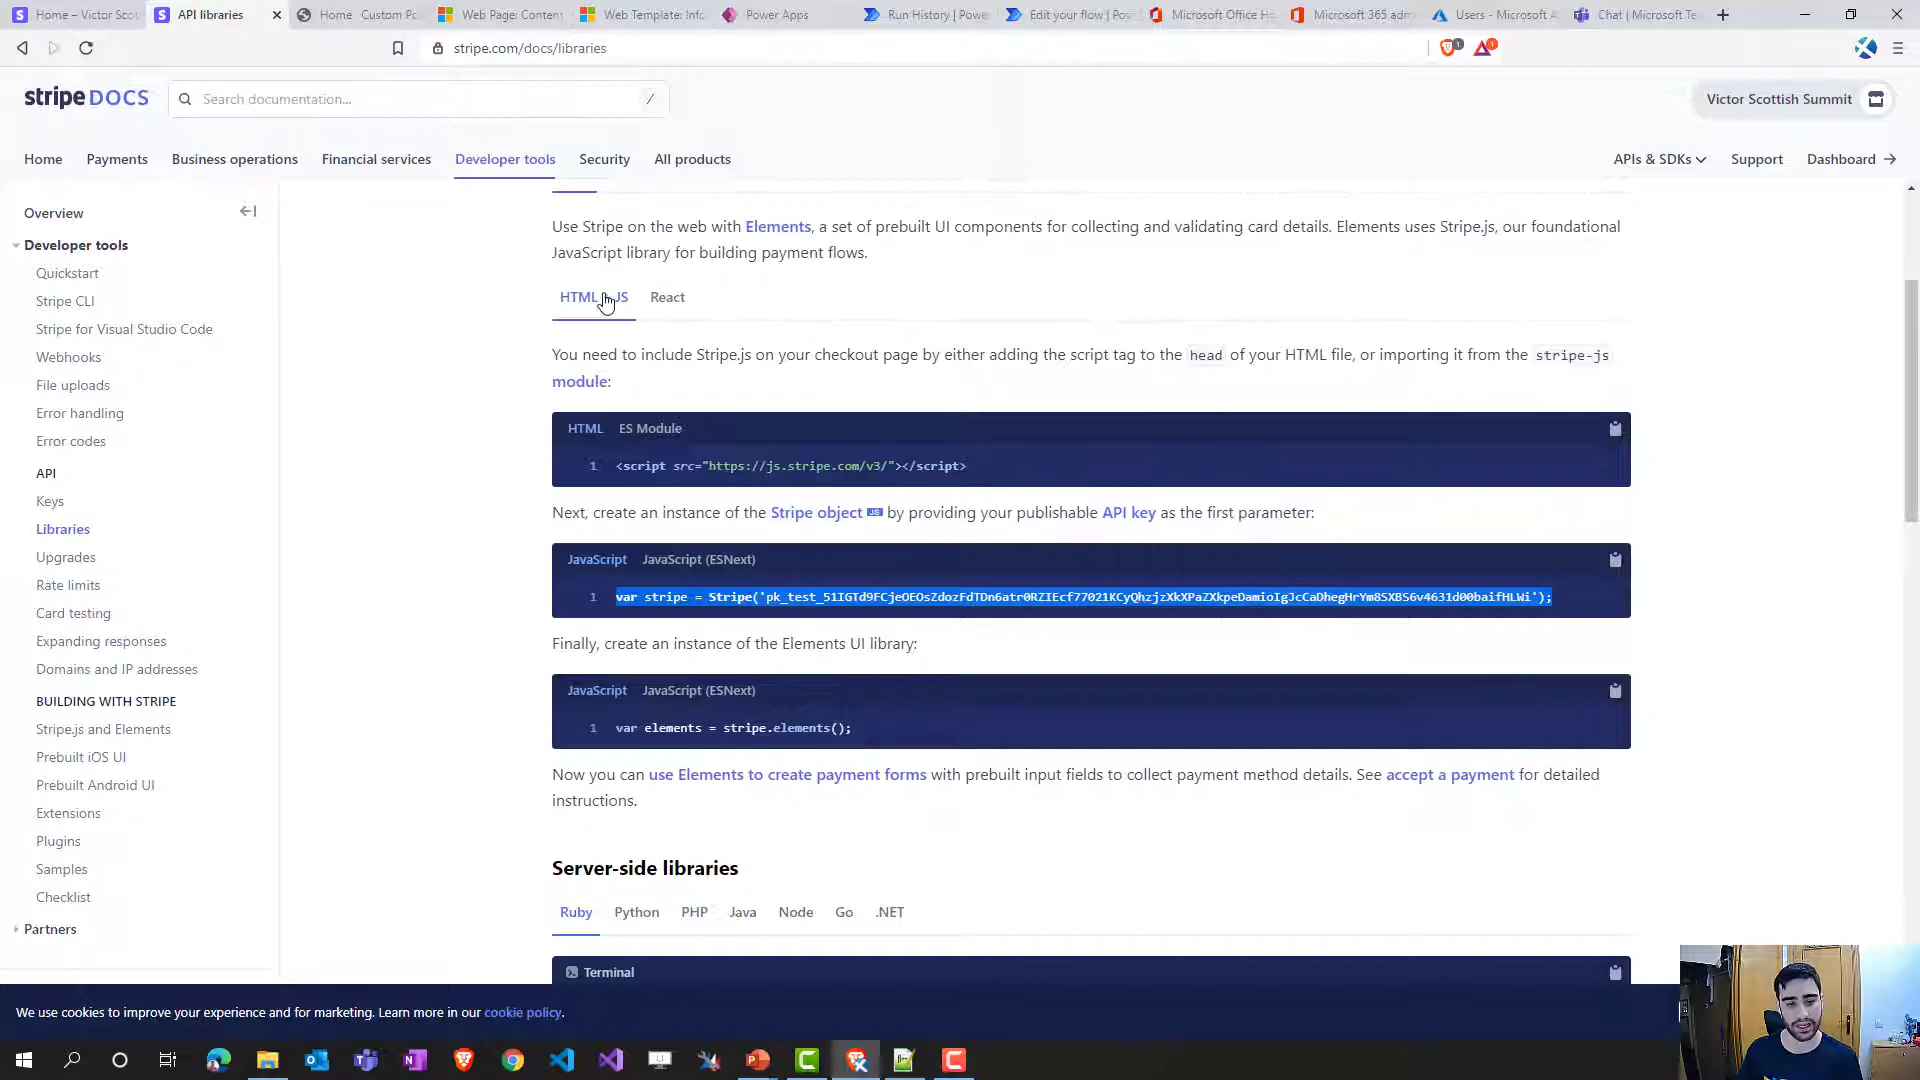 Home – Victor Scot
API libraries
Home Custom Po
Web Page: Content
Web Template: Info
Power Apps
Run History | Powe
Edit your flow | Pow
Microsoft Office Ho
Microsoft 365 adm
Users - Microsoft A
Chat | Microsoft Te
stripe.com/docs/libraries
stripe DOCS
Search documentation...
/
Victor Scottish Summit
Home
Payments
Business operations
Financial services
Developer tools
Security
All products
APIs & SDKs
Support
Dashboard
Overview
Developer tools
Quickstart
Stripe CLI
Stripe for Visual Studio Code
Webhooks
File uploads
Error handling
Error codes
API
Keys
Libraries
Upgrades
Rate limits
Card testing
Expanding responses
Domains and IP addresses
BUILDING WITH STRIPE
Stripe.js and Elements
Prebuilt iOS UI
Prebuilt Android UI
Extensions
Plugins
Samples
Checklist
Partners
Use Stripe on the web with Elements, a set of prebuilt UI components for collecting and validating card details. Elements uses Stripe.js, our foundational
JavaScript library for building payment flows.
HTML JS
React
You need to include Stripe.js on your checkout page by either adding the script tag to the head of your HTML file, or importing it from the stripe-js
module:
HTML ES Module
1 <script src="https://js.stripe.com/v3/"></script>
Next, create an instance of the Stripe object JS by providing your publishable API key as the first parameter:
JavaScript JavaScript (ESNext)
1 var stripe = Stripe('pk_test_51IGTd9FCjeOEOsZdozFdTDn6atr0RZIEcf77021KCyQhzjzXkXPaZXkpeDamioIgJcCaDhegHrYm8SXBS6v4631d00baifHLWi');
Finally, create an instance of the Elements UI library:
JavaScript JavaScript (ESNext)
1 var elements = stripe.elements();
Now you can use Elements to create payment forms with prebuilt input fields to collect payment method details. See accept a payment for detailed
instructions.
Server-side libraries
Ruby Python PHP Java Node Go .NET
Terminal
We use cookies to improve your experience and for marketing. Learn more in our cookie policy.